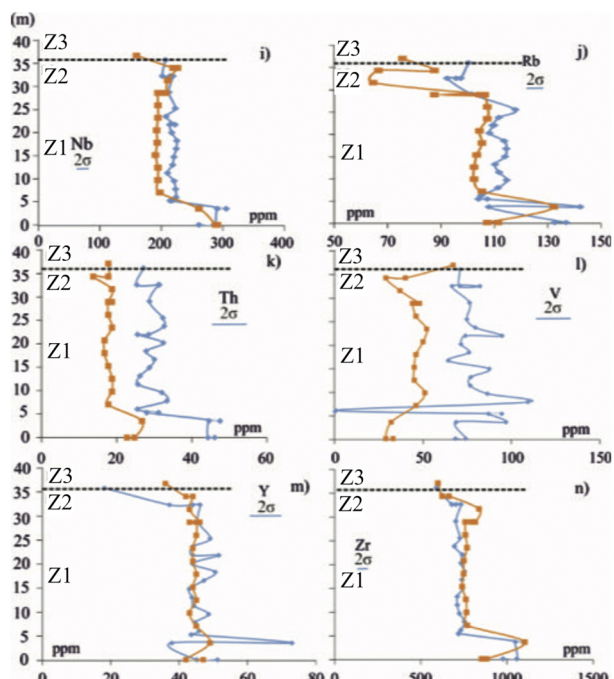 (m)
Z3 i) Z3 j)
40
35
30
25
20
15
10
5
0
Z2 Z2
Rb
2σ
Z1 Nb
2σ
Z1
ppm ppm
0 100 200 300 400
50 70 90 110 130 150
Z3 k) Z3 l)
40
35
30
25
20
15
10
5
0
Z2 Z2
Th
2σ
V
2σ
Z1 Z1
ppm ppm
0 20 40 60
0 50 100 150
Z3 Z3
40
35
30
25
20
15
10
5
0
Z2 Y
2σ
m) Z2 n)
Z1 Zr
2σ
Z1
ppm ppm
0 20 40 60 80
0 500 1000 1500